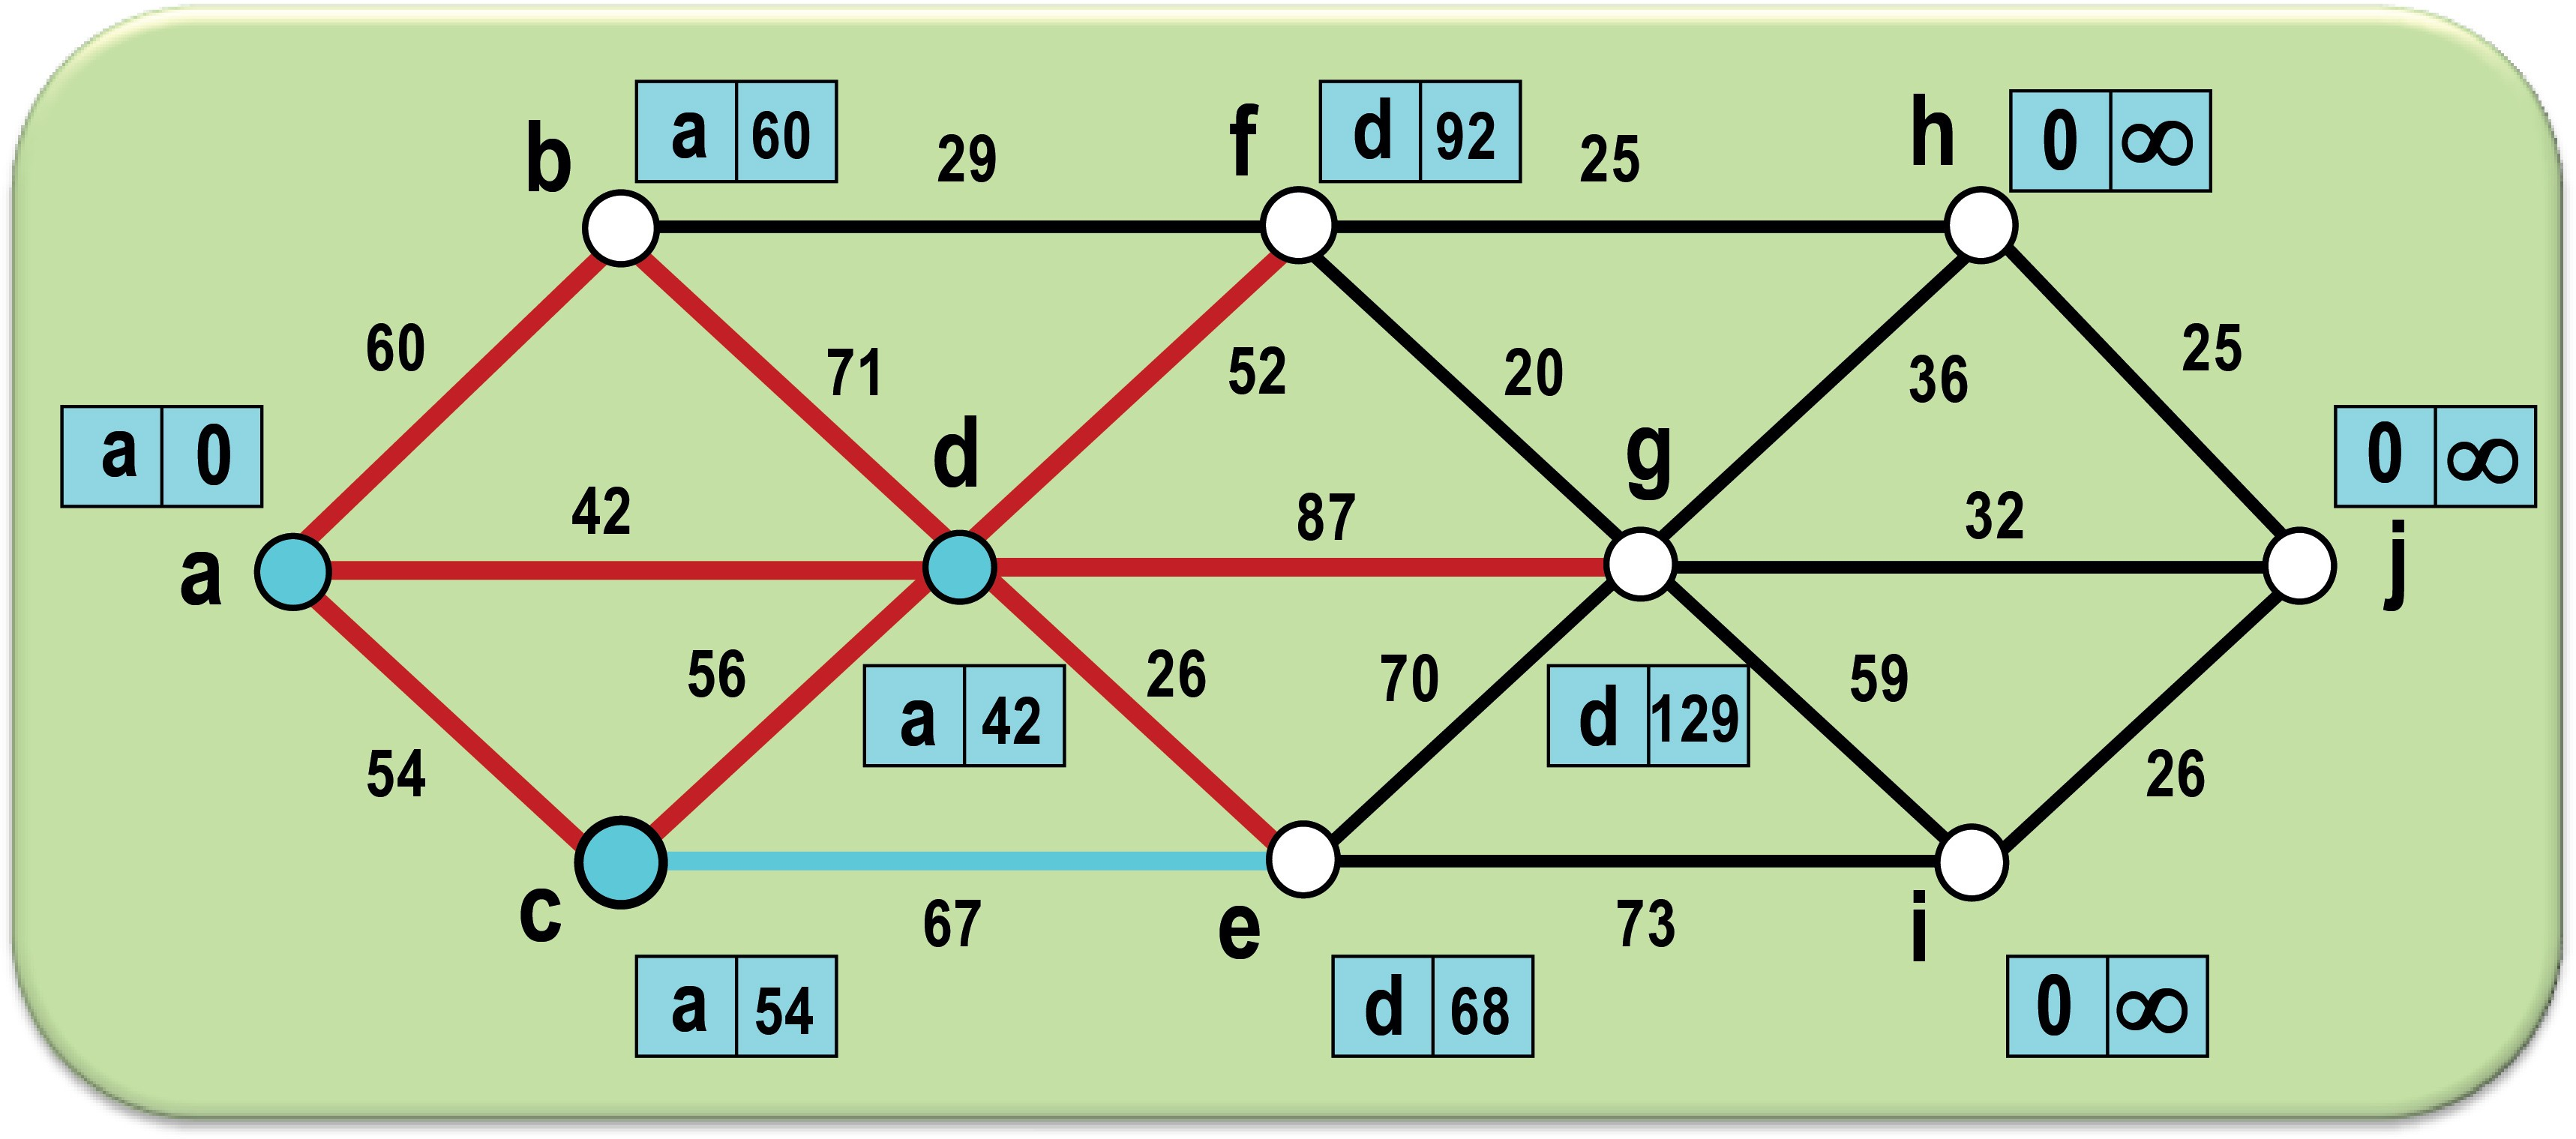 b a 60 29 f d 92 25 h 0 ∞
60 71 52 20 36 25
a 0 d g 0 ∞
42 87 32
a j
56 26 70 59
a 42 d 129
54 26
c 67 e 73 i
a 54 d 68 0 ∞